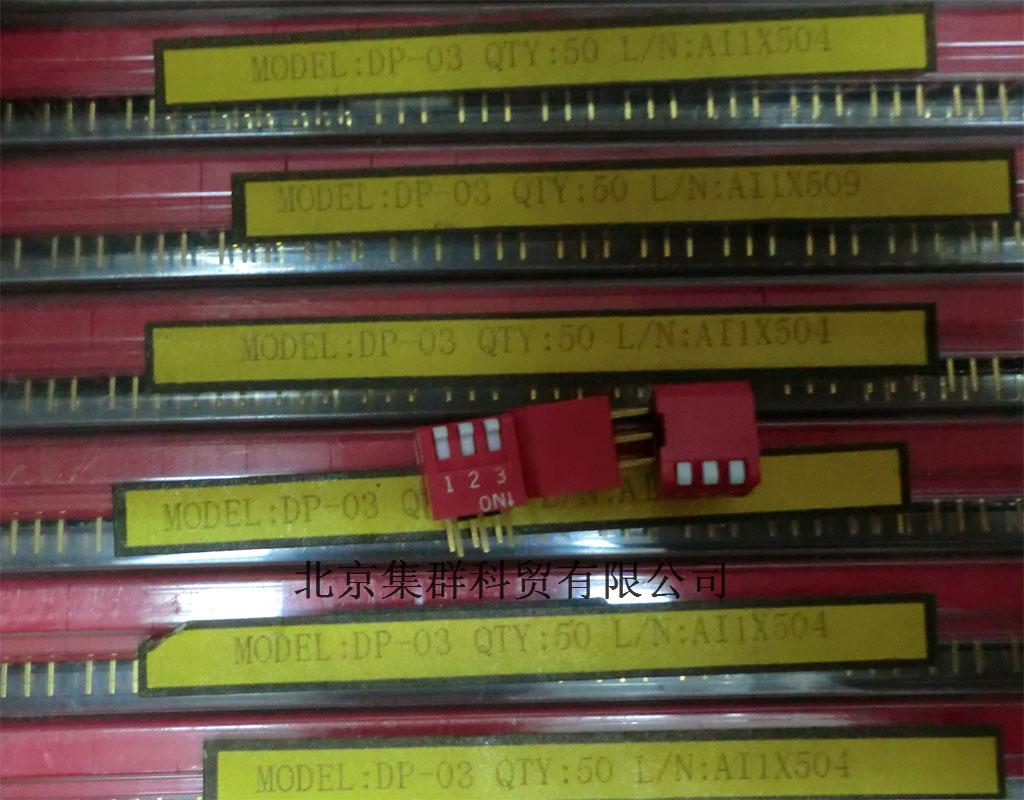 MODEL:DP-03 QTY:50 L/N:AI1X504
MODEL:DP-03 QTY:50 L/N:AI1X509
MODEL:DP-03 QTY:50 L/N:AI1X504
1 2 3
ON
MODEL:DP-03
北京集群科贸有限公司
MODEL:DP-03 QTY:50 L/N:AI1X504
MODEL:DP-03 QTY:50 L/N:AI1X504